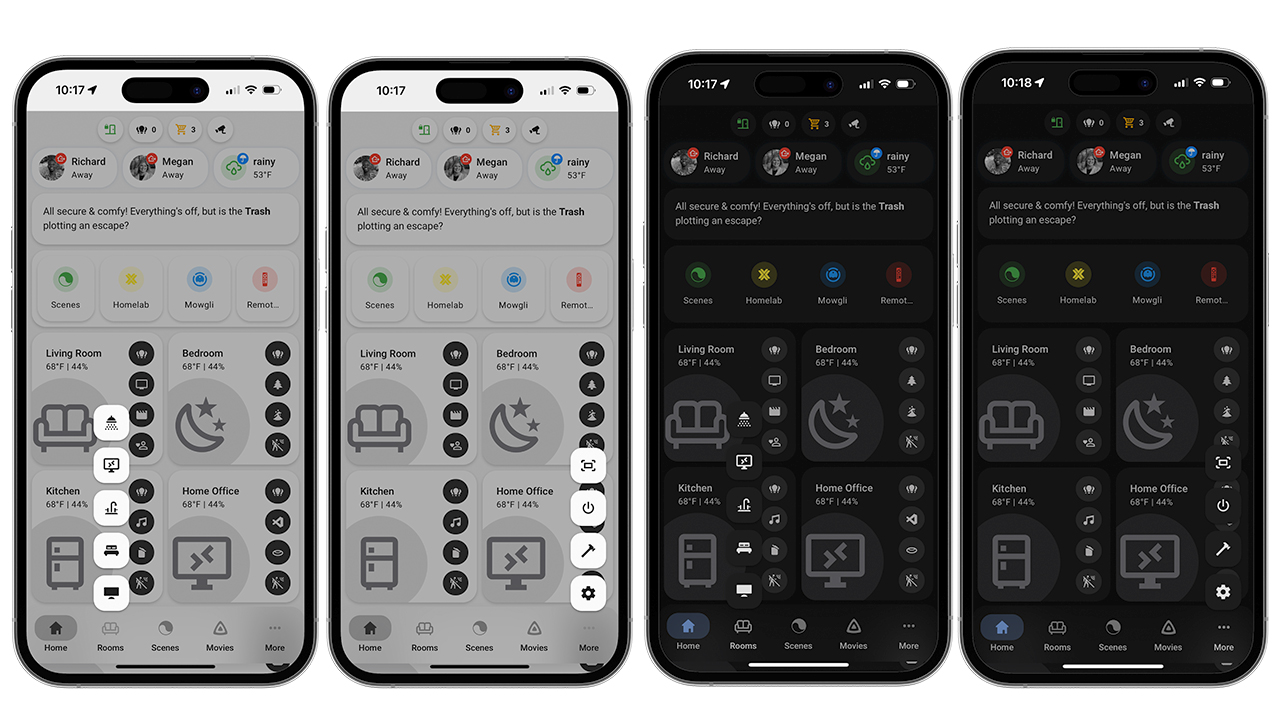 10:17
0
3
Richard
Away
Megan
Away
rainy
53°F
All secure & comfy! Everything's off, but is the Trash
plotting an escape?
Scenes
Homelab
Mowgli
Remot...
Living Room
68°F | 44%
Bedroom
68°F | 44%
Kitchen
68°F | 44%
Home Office
68°F | 44%
Home
Rooms
Scenes
Movies
More
10:17
0
3
Richard
Away
Megan
Away
rainy
53°F
All secure & comfy! Everything's off, but is the Trash
plotting an escape?
Scenes
Homelab
Mowgli
Remot...
Living Room
68°F | 44%
Bedroom
68°F | 44%
Kitchen
68°F | 44%
Home Office
68°F | 44%
Home
Rooms
Scenes
Movies
More
10:17
0
3
Richard
Away
Megan
Away
rainy
53°F
All secure & comfy! Everything's off, but is the Trash
plotting an escape?
Scenes
Homelab
Mowgli
Remot...
Living Room
68°F | 44%
Bedroom
68°F | 44%
Kitchen
68°F | 44%
Home Office
68°F | 44%
Home
Rooms
Scenes
Movies
More
10:18
0
3
Richard
Away
Megan
Away
rainy
53°F
All secure & comfy! Everything's off, but is the Trash
plotting an escape?
Scenes
Homelab
Mowgli
Remot...
Living Room
68°F | 44%
Bedroom
68°F | 44%
Kitchen
68°F | 44%
Home Office
68°F | 44%
Home
Rooms
Scenes
Movies
More